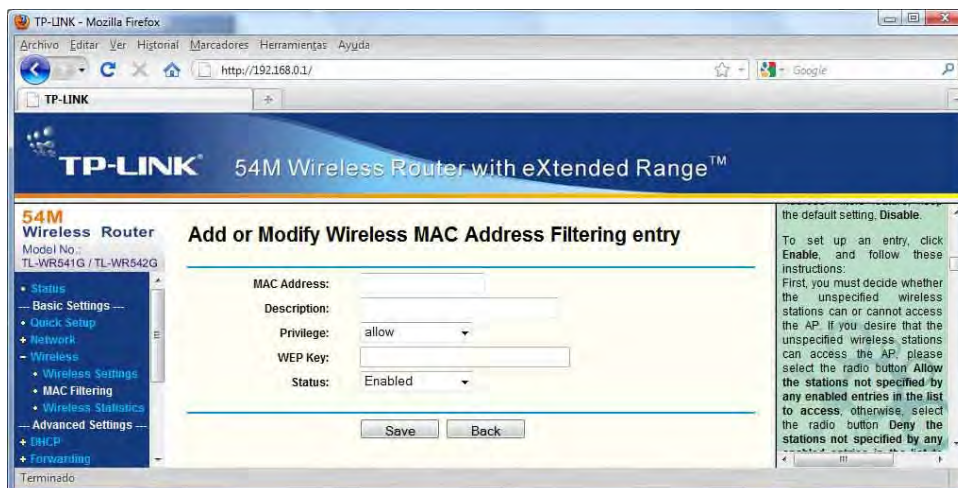 TP-LINK - Mozilla Firefox
Archivo Editar Ver Historial Marcadores Herramientas Ayuda
http://192.168.0.1/
Google
TP-LINK
TP-LINK 54M Wireless Router with eXtended Range™
54M
Wireless Router
Model No.:
TL-WR541G / TL-WR542G
• Status
--- Basic Settings ---
• Quick Setup
+ Network
- Wireless
• Wireless Settings
• MAC Filtering
• Wireless Statistics
--- Advanced Settings ---
+ DHCP
+ Forwarding
Add or Modify Wireless MAC Address Filtering entry
MAC Address:
Description:
Privilege: allow
WEP Key:
Status: Enabled
Save Back
the default setting, Disable.
To set up an entry, click
Enable, and follow these
instructions:
First, you must decide whether
the unspecified wireless
stations can or cannot access
the AP. If you desire that the
unspecified wireless stations
can access the AP, please
select the radio button Allow
the stations not specified by
any enabled entries in the list
to access, otherwise, select
the radio button Deny the
stations not specified by any
Terminado